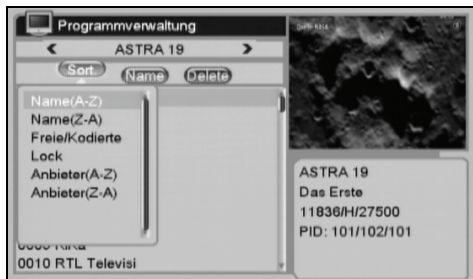 Programmverwaltung
ASTRA 19
Sort.
Name
Delete
Name(A-Z)
Name(Z-A)
Freie/Kodierte
Lock
Anbieter(A-Z)
Anbieter(Z-A)
0010 RTL Televisi
ASTRA 19
Das Erste
11836/H/27500
PID: 101/102/101